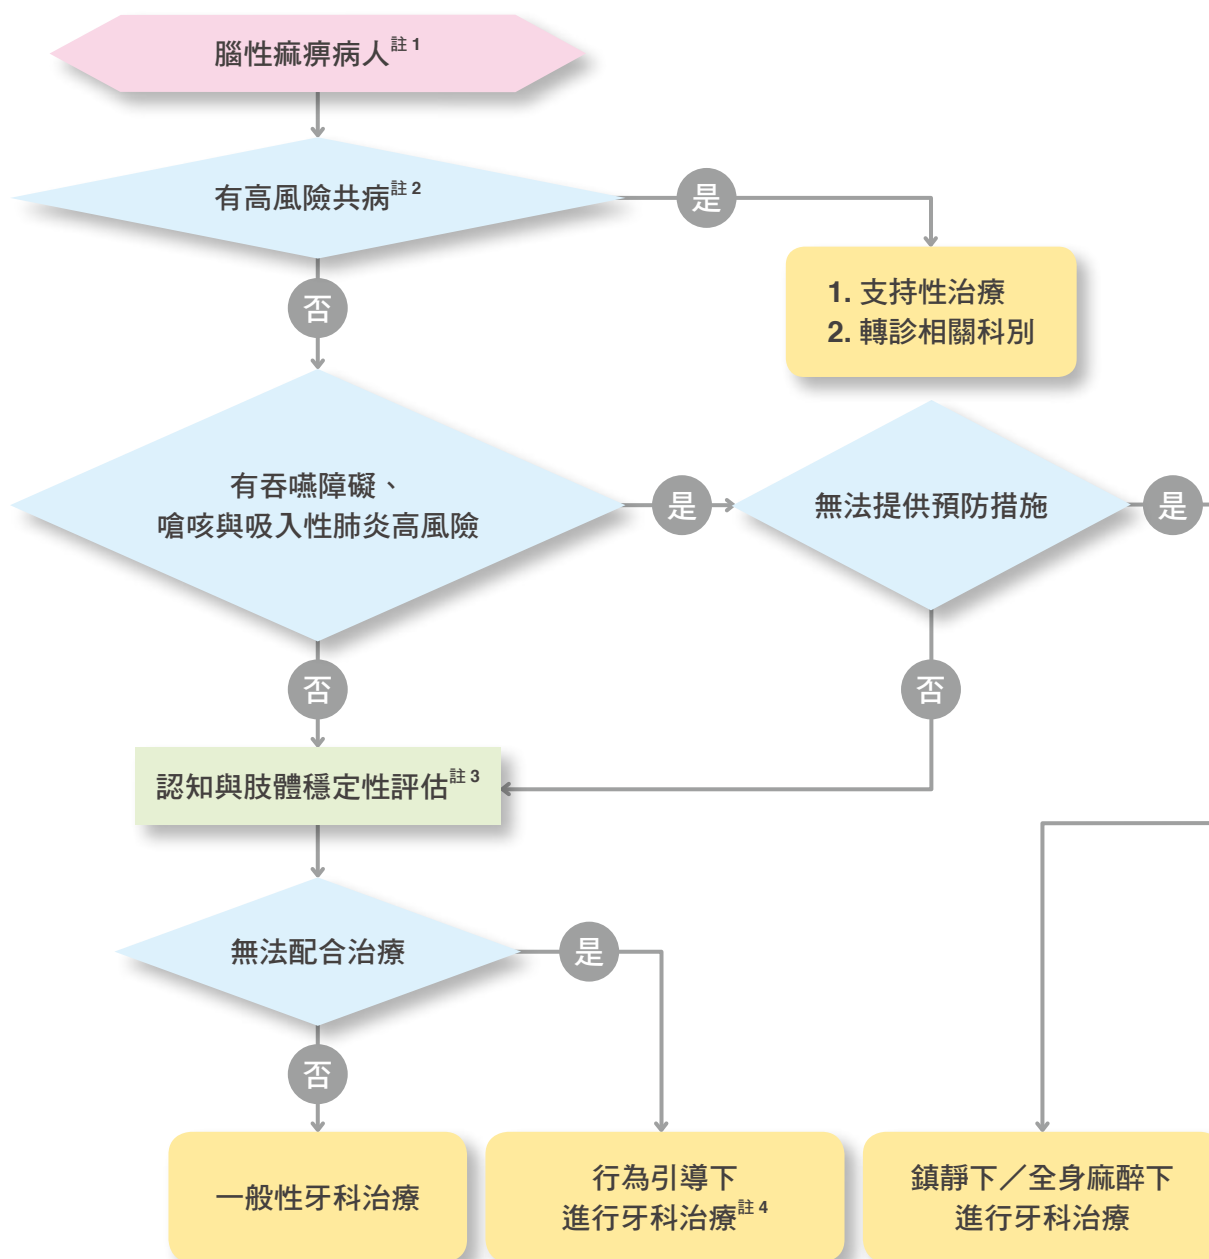 腦性麻痹病人註1
有高風險共病註2
是
1. 支持性治療
2. 轉診相關科別
否
有吞嚥障礙、
嗆咳與吸入性肺炎高風險
是
無法提供預防措施
是
否
否
認知與肢體穩定性評估註3
無法配合治療
是
否
一般性牙科治療
行為引導下
進行牙科治療註4
鎮靜下／全身麻醉下
進行牙科治療